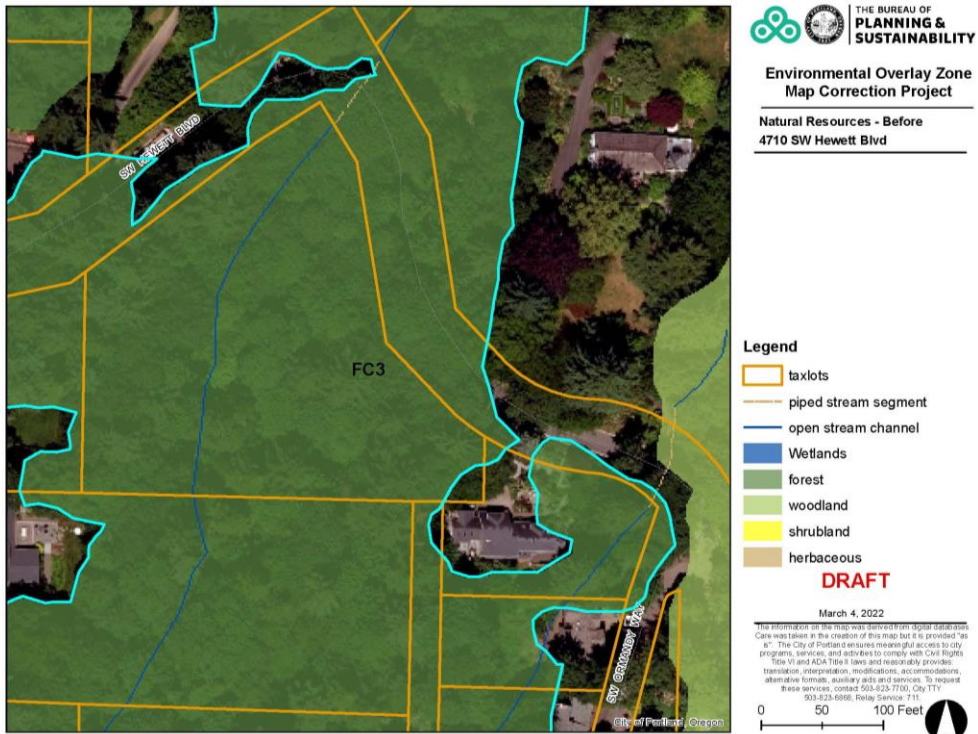 THE BUREAU OF
PLANNING &
SUSTAINABILITY
Environmental Overlay Zone
Map Correction Project
Natural Resources - Before
4710 SW Hewett Blvd
SW HEWETT BLVD
FC3
SW ORMANDY WAY
City of Portland, Oregon
Legend
taxlots
piped stream segment
open stream channel
Wetlands
forest
woodland
shrubland
herbaceous
DRAFT
March 4, 2022
The information on the map was derived from digital databases
Care was taken in the creation of this map but it is provided "as
is". The City of Portland ensures meaningful access to city
programs, services, and activities to comply with Civil Rights
Title VI and ADA Title II laws and reasonably provides:
translation, interpretation, modifications, accommodations,
alternative formats, auxiliary aids and services. To request
these services, contact 503-823-7700, City TTY
503-823-6868, Relay Service: 711.
0 50 100 Feet